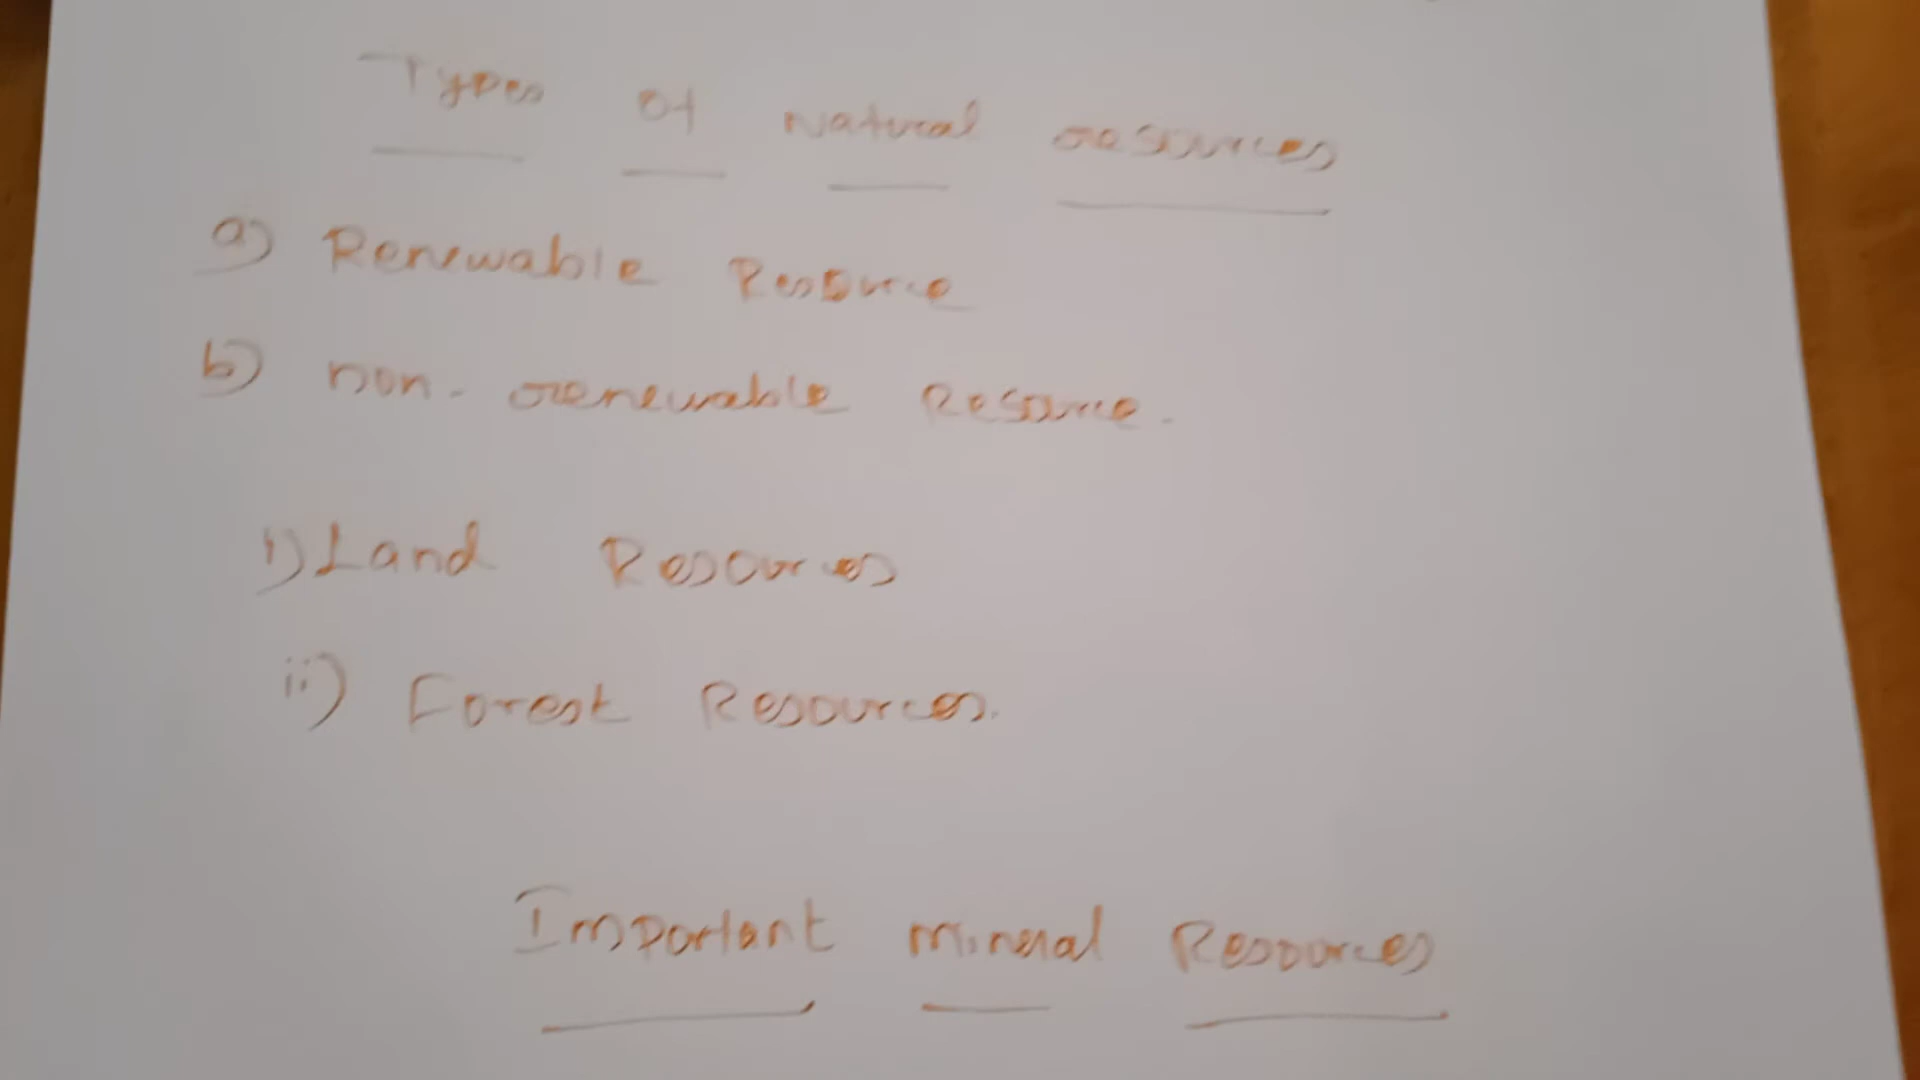 Types of Natural resources
a) Renewable Resource
b) non-renewable Resource.
i) Land Resources
ii) Forest Resources.
Important mineral Resources